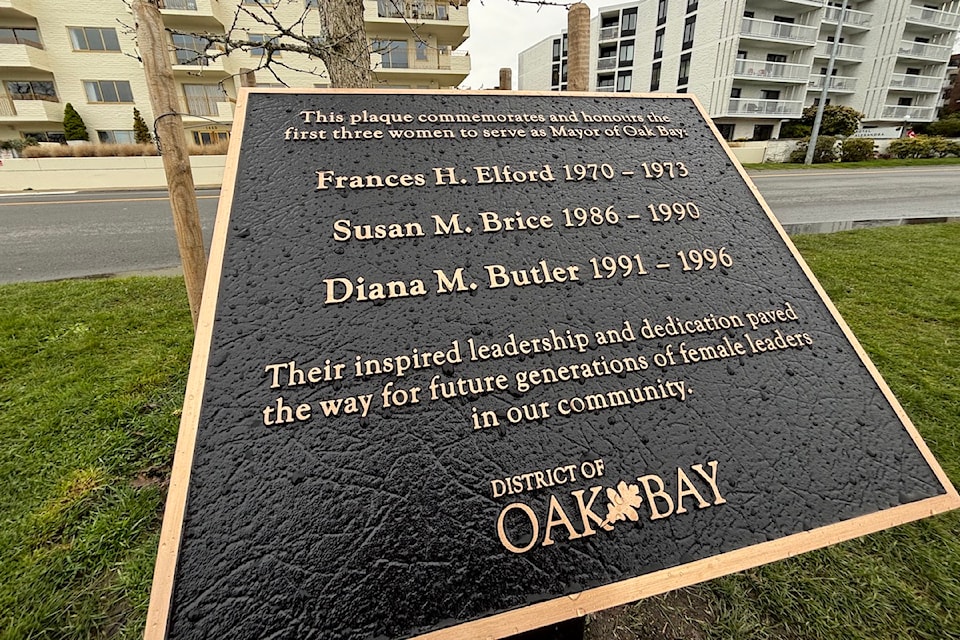 This plaque commemorates and honours the
first three women to serve as Mayor of Oak Bay:
Frances H. Elford 1970 – 1973
Susan M. Brice 1986 – 1990
Diana M. Butler 1991 – 1996
Their inspired leadership and dedication paved
the way for future generations of female leaders
in our community.
DISTRICT OF
OAK BAY